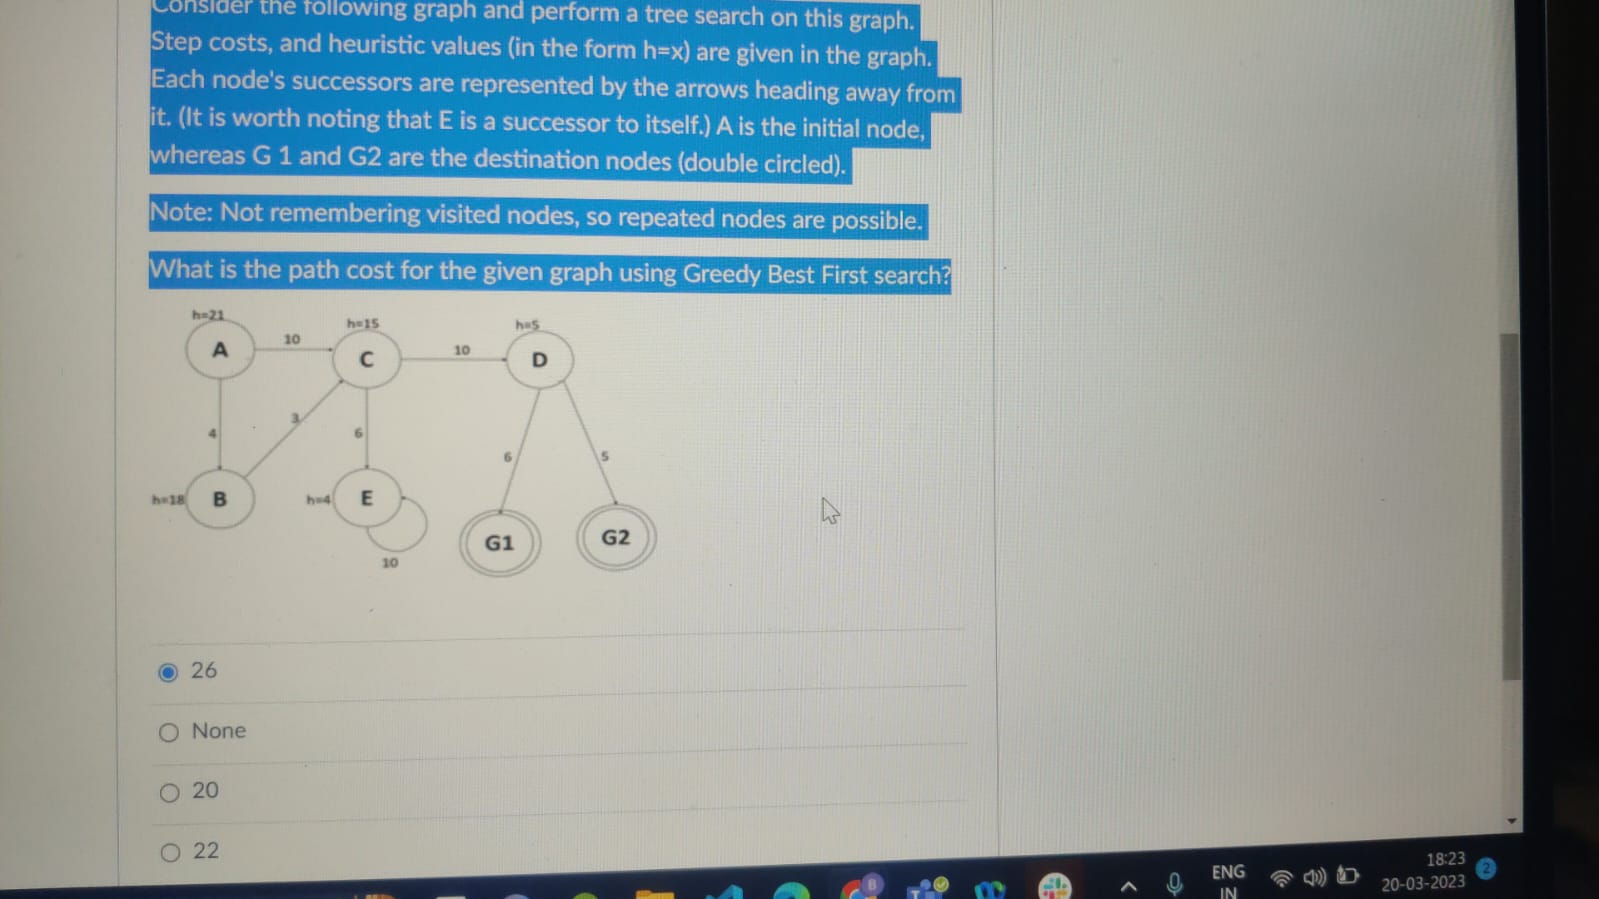 Consider the following graph and perform a tree search on this graph.
Step costs, and heuristic values (in the form h=x) are given in the graph.
Each node's successors are represented by the arrows heading away from
it. (It is worth noting that E is a successor to itself.) A is the initial node,
whereas G 1 and G2 are the destination nodes (double circled).
Note: Not remembering visited nodes, so repeated nodes are possible.
What is the path cost for the given graph using Greedy Best First search?
h=21
h=15
h=5
A
10
C
10
D
4
3
6
6
5
h=18
B
h=4
E
G1
G2
10
26
None
20
22
ENG
IN
18:23
20-03-2023
2
B
T